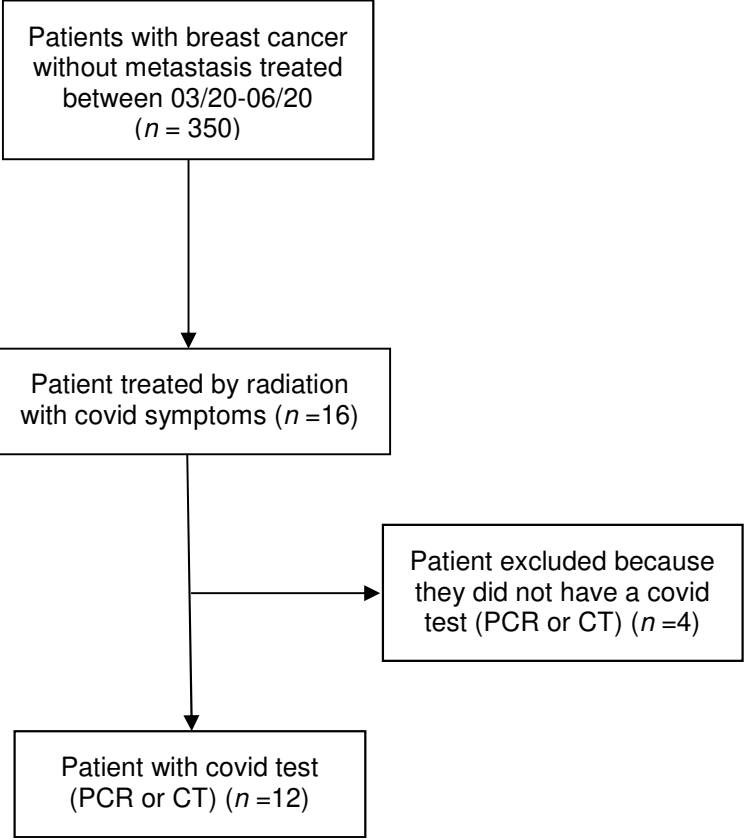 Patients with breast cancer
without metastasis treated
between 03/20-06/20
(n = 350)
Patient treated by radiation
with covid symptoms (n =16)
Patient excluded because
they did not have a covid
test (PCR or CT) (n =4)
Patient with covid test
(PCR or CT) (n =12)